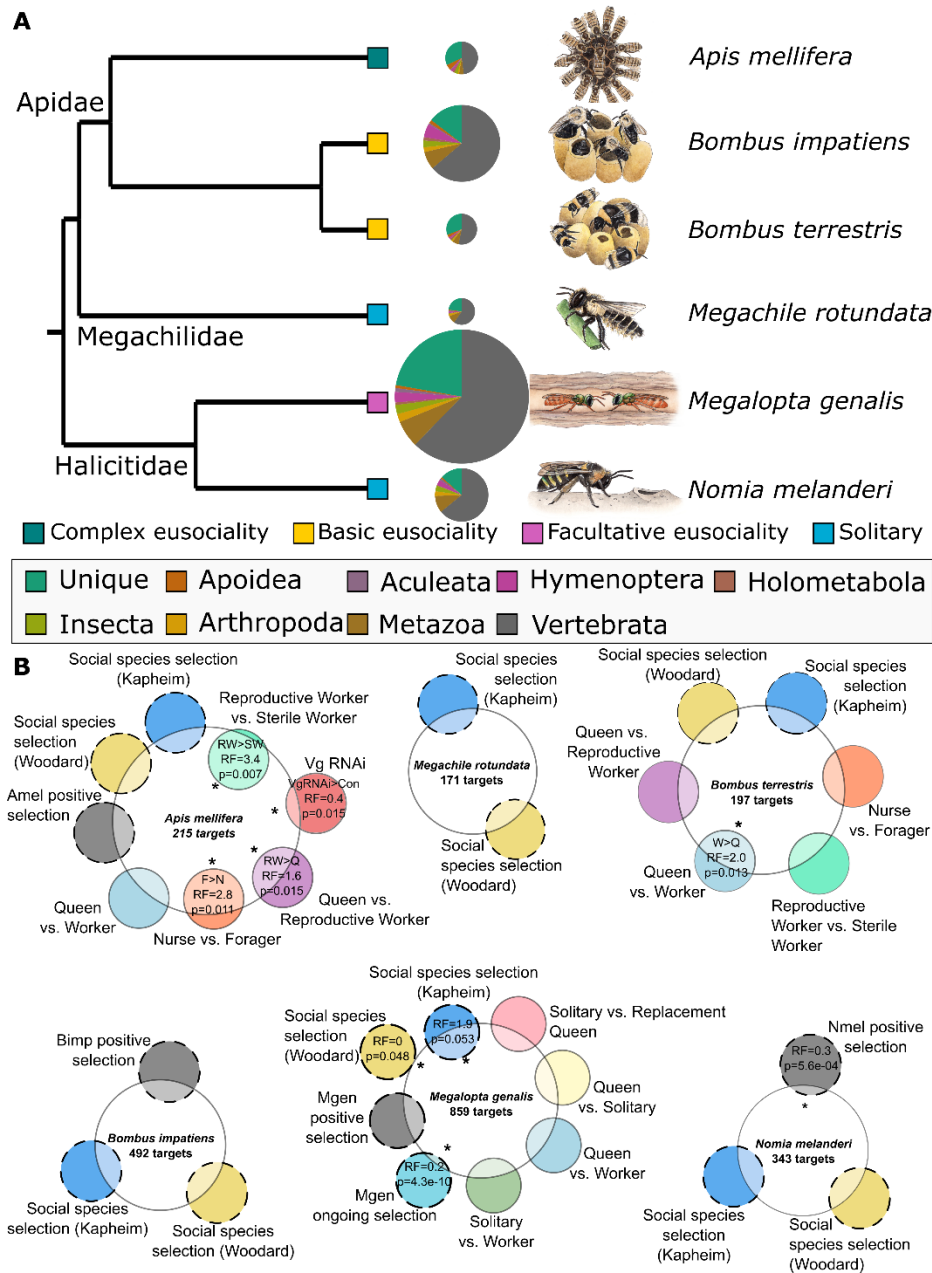 A
Apidae
Apis mellifera
Bombus impatiens
Bombus terrestris
Megachilidae
Megachile rotundata
Megalopta genalis
Halicitidae
Nomia melanderi
Complex eusociality
Basic eusociality
Facultative eusociality
Solitary
Unique
Apoidea
Aculeata
Hymenoptera
Holometabola
Insecta
Arthropoda
Metazoa
Vertebrata
B
Social species selection
(Kapheim)
Reproductive Worker
vs. Sterile Worker
Social species
selection
(Woodard)
RW>SW
RF=3.4
p=0.007
*
Vg RNAi
VgRNAi>Con
RF=0.4
p=0.015
*
Amel positive
selection
Apis mellifera
215 targets
*
RW>Q
RF=1.6
p=0.015
Queen vs.
Reproductive Worker
*
F>N
RF=2.8
p=0.011
Nurse vs. Forager
Queen
vs. Worker
Social species
selection
(Kapheim)
Megachile rotundata
171 targets
Social
species selection
(Woodard)
Social species selection
(Woodard)
Social species
selection
(Kapheim)
Queen vs.
Reproductive
Worker
Bombus terrestris
197 targets
Nurse
vs. Forager
*
W>Q
RF=2.0
p=0.013
Queen
vs. Worker
Reproductive
Worker vs. Sterile
Worker
Bimp positive
selection
Bombus impatiens
492 targets
Social species
selection (Kapheim)
Social species
selection (Woodard)
Social species selection
(Kapheim)
RF=1.9
p=0.053
*
Solitary vs. Replacement
Queen
Social species
selection
(Woodard)
RF=0
p=0.048
*
Queen
vs. Solitary
Mgen
positive
selection
Megalopta genalis
859 targets
Queen
vs. Worker
*
RF=0.2
p=4.3e-10
Mgen
ongoing selection
Solitary
vs. Worker
Nmel positive
selection
RF=0.3
p=5.6e-04
*
Nomia melanderi
343 targets
Social species
selection
(Kapheim)
Social
species selection
(Woodard)